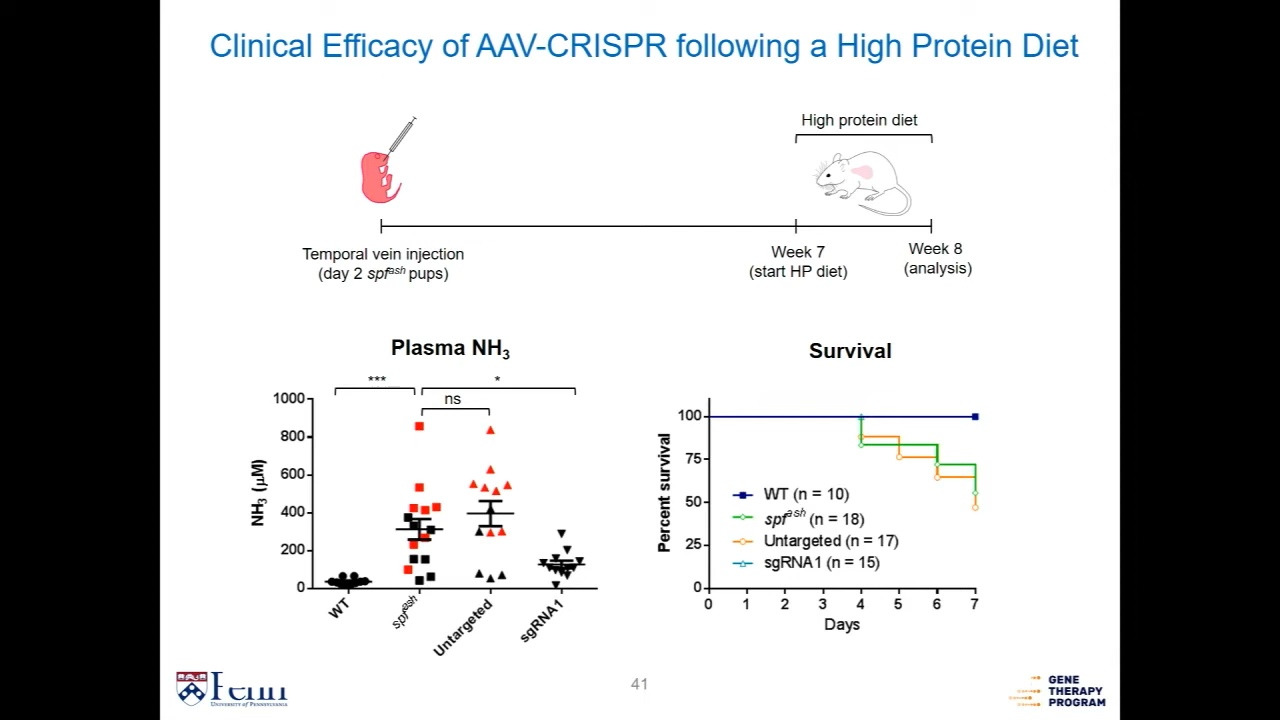 Clinical Efficacy of AAV-CRISPR following a High Protein Diet
High protein diet
Temporal vein injection
(day 2 spfash pups)
Week 7
(start HP diet)
Week 8
(analysis)
Plasma NH3
***
*
ns
1000
800
600
400
200
0
NH3 (μM)
WT
spfash
Untargeted
sgRNA1
Survival
100
75
50
25
0
Percent survival
WT (n = 10)
spfash (n = 18)
Untargeted (n = 17)
sgRNA1 (n = 15)
0 1 2 3 4 5 6 7
Days
Penn
UNIVERSITY OF PENNSYLVANIA
41
GENE
THERAPY
PROGRAM